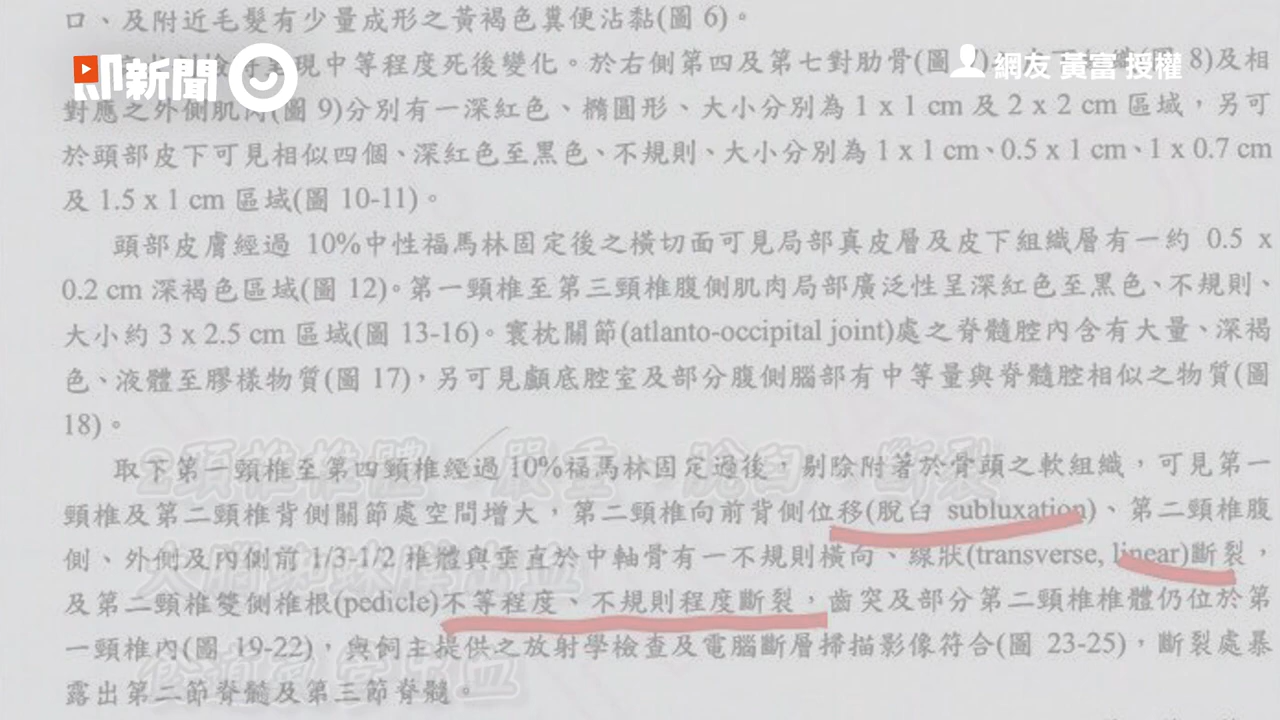 口、及附近毛髮有少量成形之黃褐色糞便沾黏(圖 6)。
現中等程度死後變化。於右側第四及第七對肋骨(圖 8)及相
即新聞
網友 黃富 授權
對應之外側肌肉(圖 9)分別有一深紅色、橢圓形、大小分別為 1 x 1 cm 及 2 x 2 cm 區域，另可
於頭部皮下可見相似四個、深紅色至黑色、不規則、大小分別為 1 x 1 cm、0.5 x 1 cm、1 x 0.7 cm
及 1.5 x 1 cm 區域(圖 10-11)。
頭部皮膚經過 10%中性福馬林固定後之橫切面可見局部真皮層及皮下組織層有一約 0.5 x
0.2 cm 深褐色區域(圖 12)。第一頸椎至第三頸椎腹側肌肉局部廣泛性呈深紅色至黑色、不規則、
大小約 3 x 2.5 cm 區域(圖 13-16)。寰枕關節(atlanto-occipital joint)處之脊髓腔內含有大量、深褐
色、液體至膠樣物質(圖 17)，另可見顱底腔室及部分腹側腦部有中等量與脊髓腔相似之物質(圖
18)。
取下第一頸椎至第四頸椎經過 10%福馬林固定過後，剔除附著於骨頭之軟組織，可見第一
頸椎及第二頸椎背側關節處空間增大，第二頸椎向前背側位移(脫臼 subluxation)、第二頸椎腹
側、外側及內側前 1/3-1/2 椎體與垂直於中軸骨有一不規則橫向、線狀(transverse, linear)斷裂，
及第二頸椎雙側椎根(pedicle)不等程度、不規則程度斷裂，齒突及部分第二頸椎椎體仍位於第
一頸椎內(圖 19-22)，與飼主提供之放射學檢查及電腦斷層掃描影像符合(圖 23-25)，斷裂處暴
露出第二節脊髓及第三節脊髓。